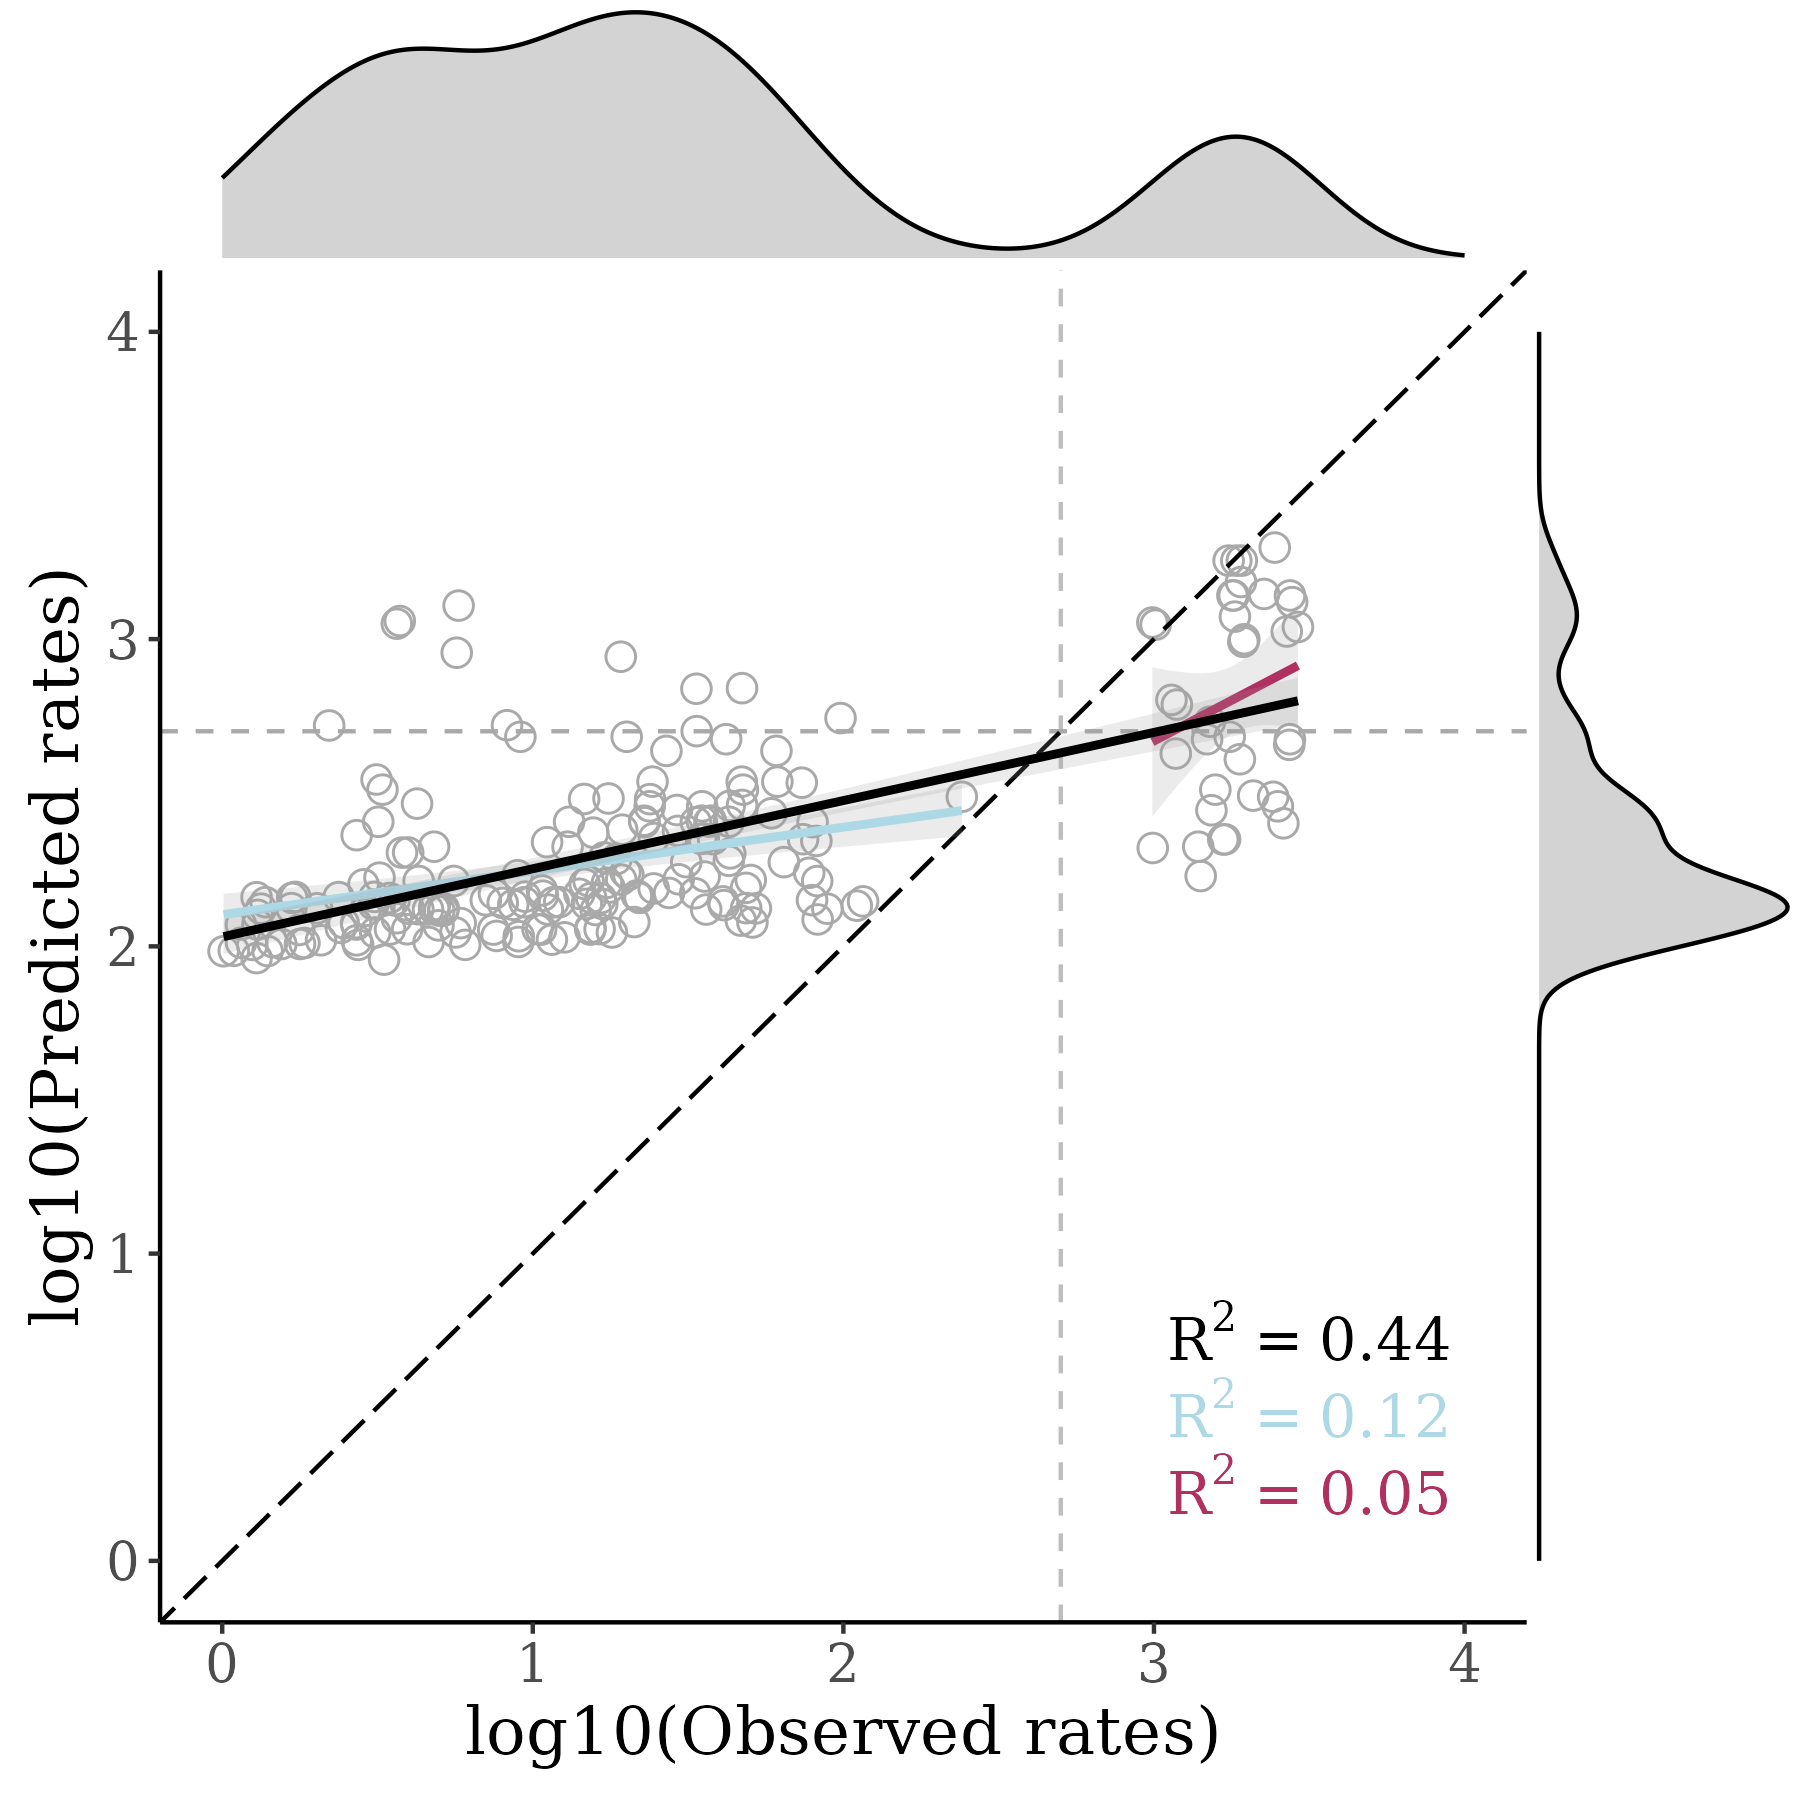 4
3
2
1
0
log10(Predicted rates)
R² = 0.44
R² = 0.12
R² = 0.05
0 1 2 3 4
log10(Observed rates)